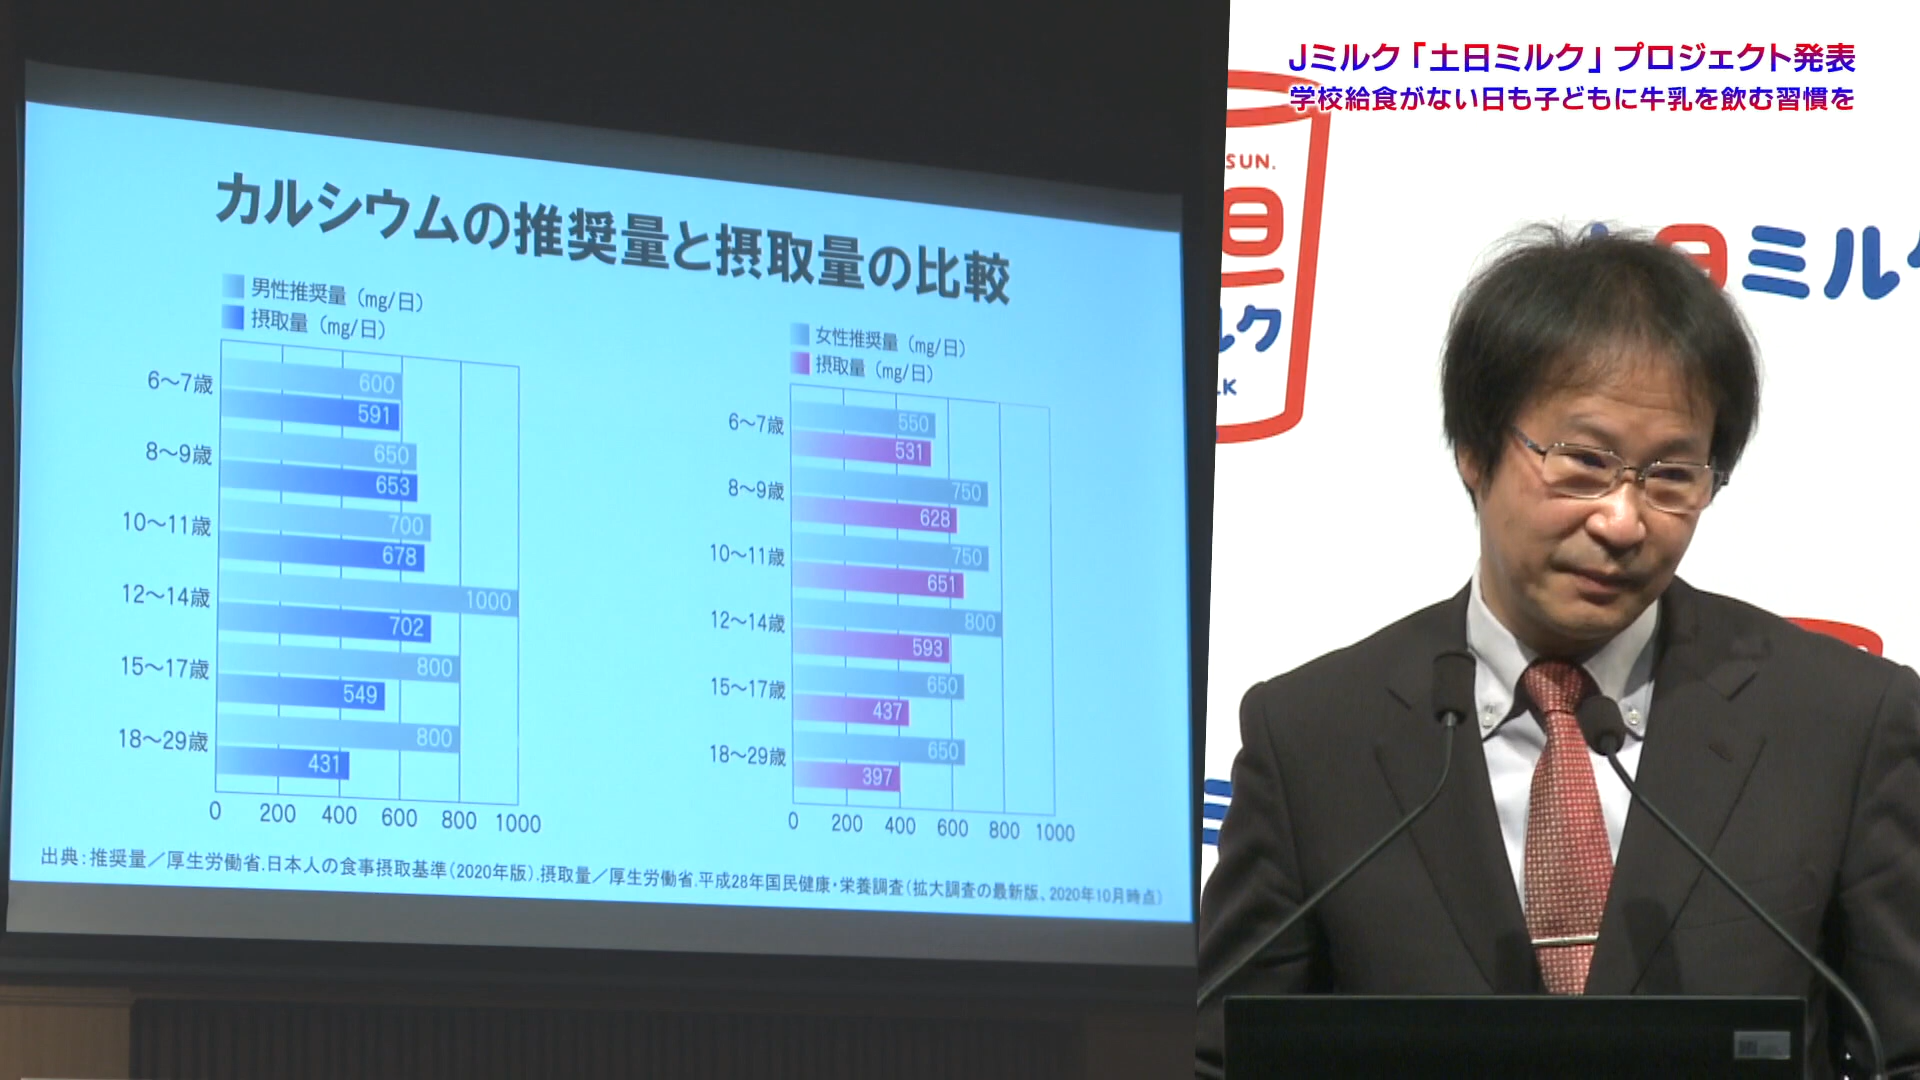 Jミルク「土日ミルク」プロジェクト発表
学校給食がない日も子どもに牛乳を飲む習慣を
カルシウムの推奨量と摂取量の比較
男性推奨量（mg/日）
摂取量（mg/日）
6～7歳
600
591
8～9歳
650
653
10～11歳
700
678
12～14歳
1000
702
15～17歳
800
549
18～29歳
800
431
0 200 400 600 800 1000
女性推奨量（mg/日）
摂取量（mg/日）
6～7歳
550
531
8～9歳
750
628
10～11歳
750
651
12～14歳
800
593
15～17歳
650
437
18～29歳
650
397
0 200 400 600 800 1000
出典：推奨量／厚生労働省.日本人の食事摂取基準（2020年版）.摂取量／厚生労働省.平成28年国民健康・栄養調査（拡大調査の最新版、2020年10月時点）
SUN.
日
ルク
LK
日ミルク
ミ